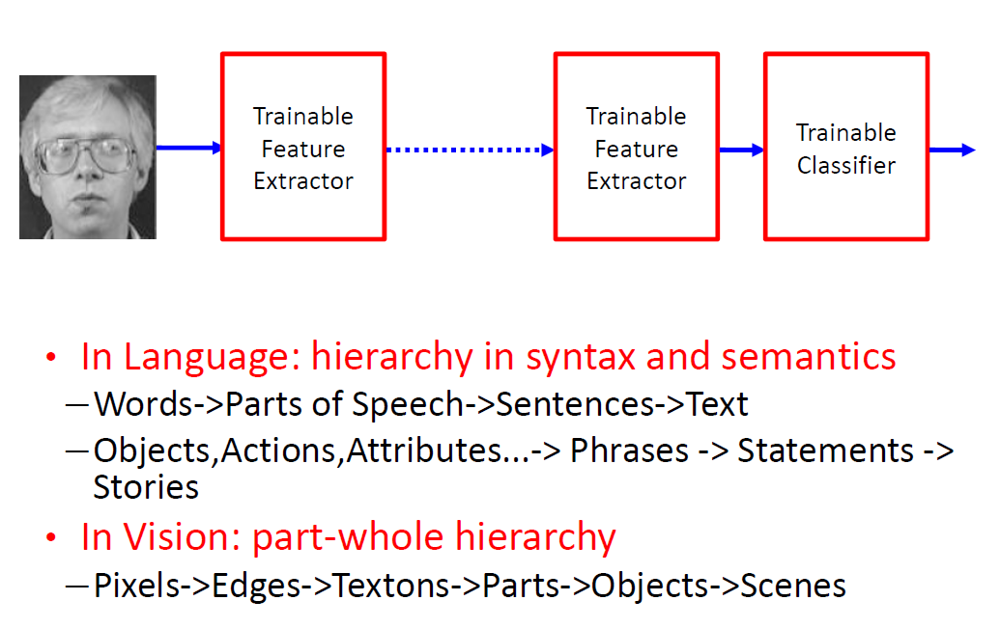 Trainable
Feature
Extractor
Trainable
Feature
Extractor
Trainable
Classifier
• In Language: hierarchy in syntax and semantics
–Words->Parts of Speech->Sentences->Text
–Objects,Actions,Attributes...-> Phrases -> Statements ->
Stories
• In Vision: part-whole hierarchy
–Pixels->Edges->Textons->Parts->Objects->Scenes